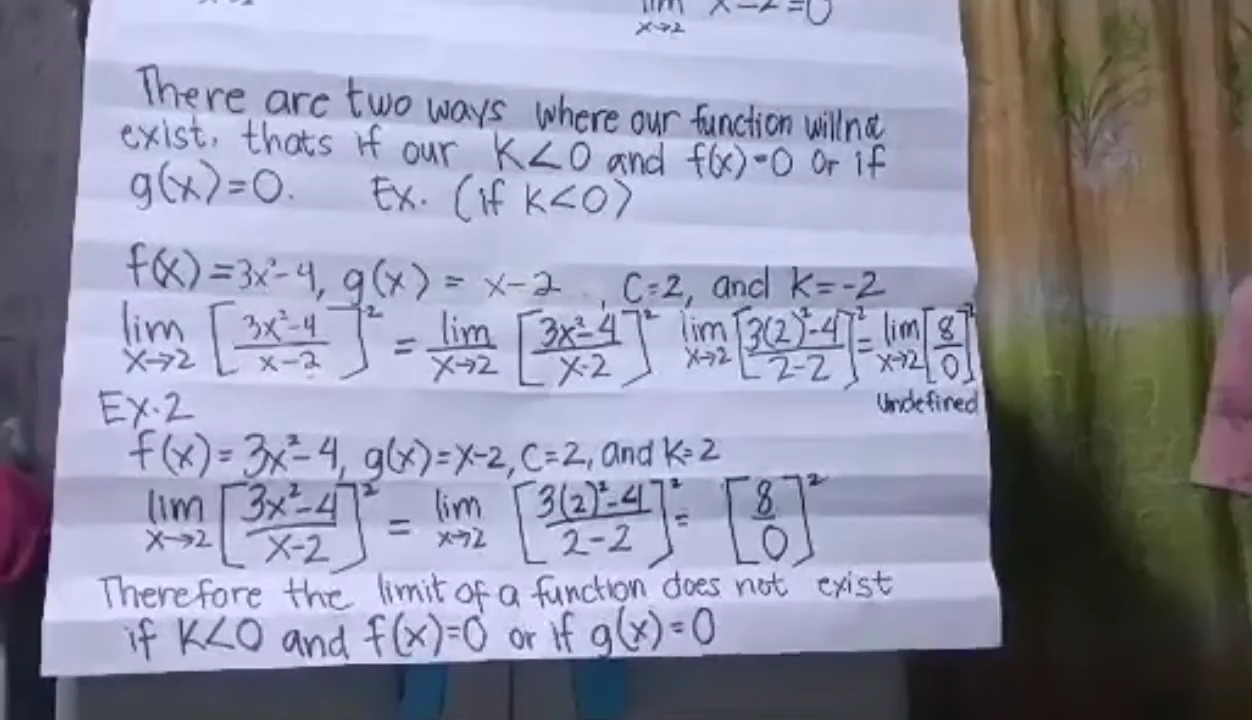 lim x-2=0
x→2
There are two ways where our function will not
exist, thats if our K<0 and f(x)=0 or if
g(x)=0. Ex. (if K<0)
f(x)=3x²-4, g(x) = x-2, C=2, and K=-2
lim [3x²-4 / x-2]⁻² = lim [3x²-4 / x-2]² lim [3(2)²-4 / 2-2]² = lim [8 / 0]²
x→2 x→2 x→2 x→2
Undefined
Ex.2
f(x)=3x²-4, g(x)=x-2, C=2, and K=2
lim [3x²-4 / x-2]² = lim [3(2)²-4 / 2-2]² = [8 / 0]²
x→2 x→2
Therefore the limit of a function does not exist
if K<0 and f(x)=0 or if g(x)=0